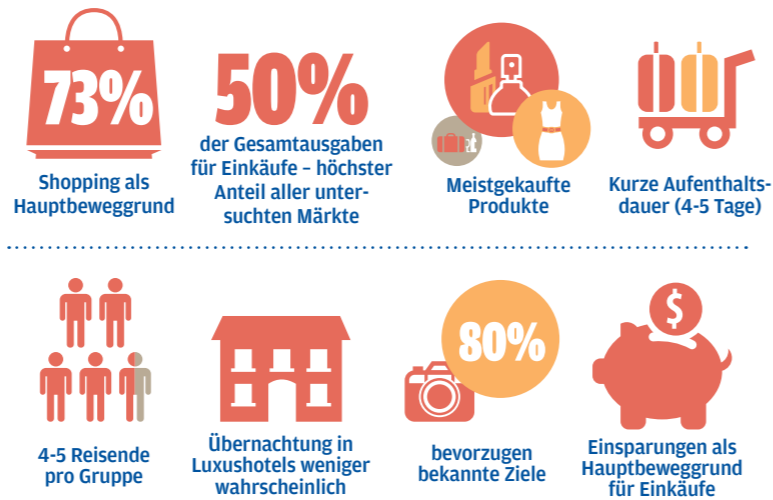 73%
Shopping als
Hauptbeweggrund
50%
der Gesamtausgaben
für Einkäufe – höchster
Anteil aller unter-
suchten Märkte
Meistgekaufte
Produkte
Kurze Aufenthalts-
dauer (4-5 Tage)
4-5 Reisende
pro Gruppe
Übernachtung in
Luxushotels weniger
wahrscheinlich
80%
bevorzugen
bekannte Ziele
$
Einsparungen als
Hauptbeweggrund
für Einkäufe